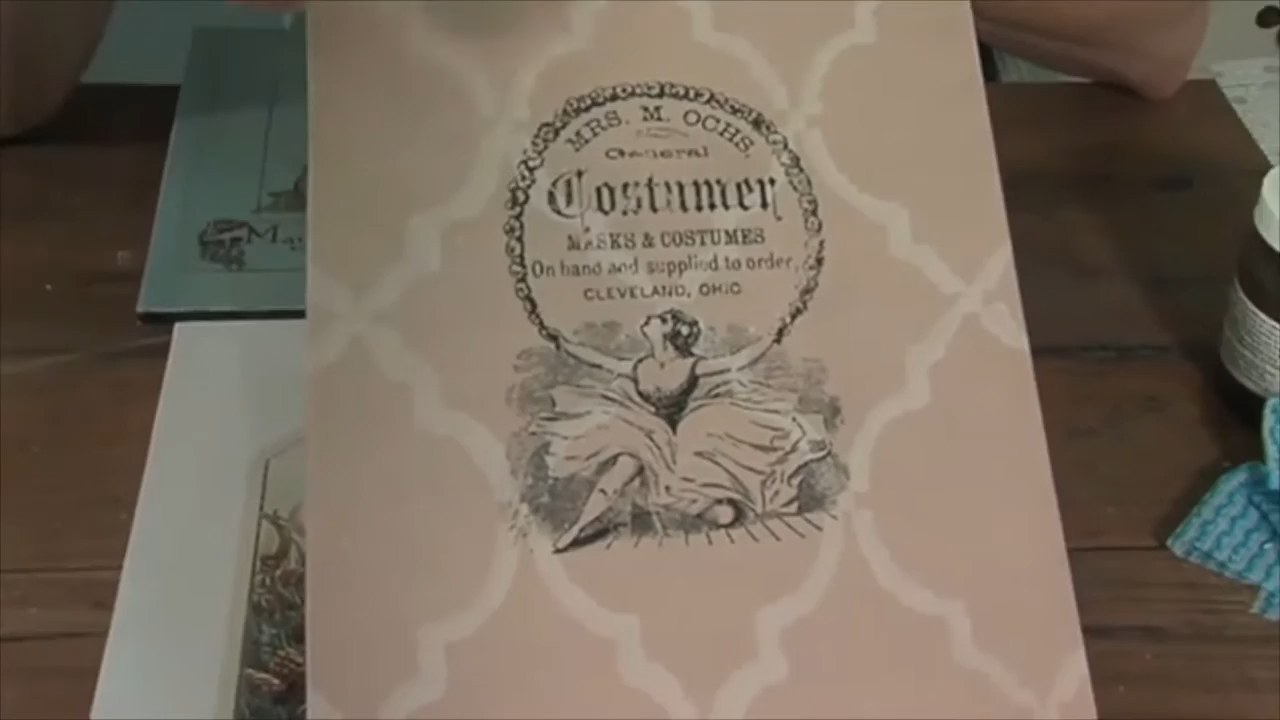 MRS. M. OCHS,
General
Costumer
MASKS & COSTUMES
On hand and supplied to order,
CLEVELAND, OHIO